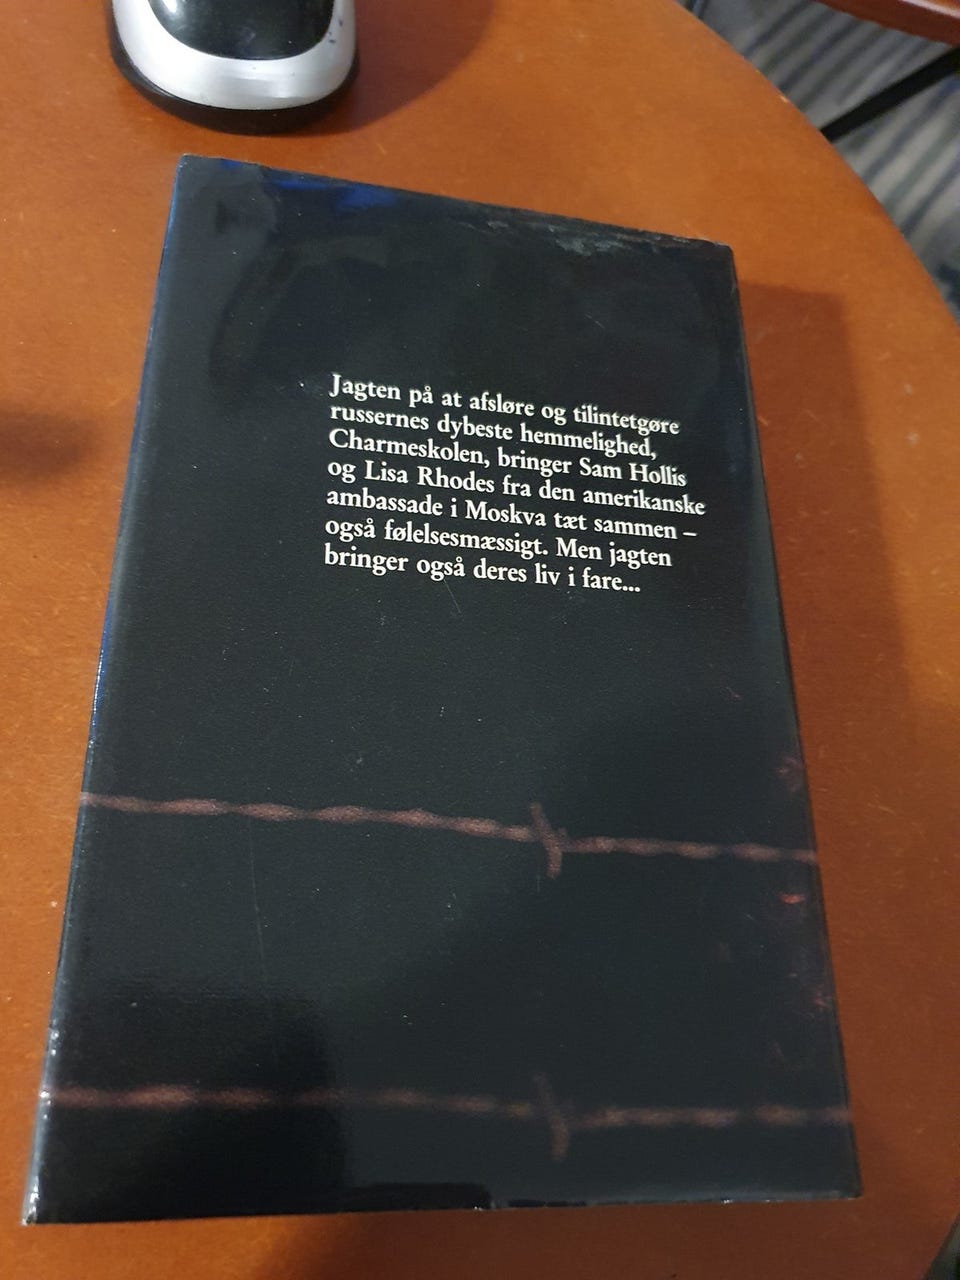 Jagten på at afsløre og tilintetgøre
russernes dybeste hemmelighed,
Charmeskolen, bringer Sam Hollis
og Lisa Rhodes fra den amerikanske
ambassade i Moskva tæt sammen –
også følelsesmæssigt. Men jagten
bringer også deres liv i fare...